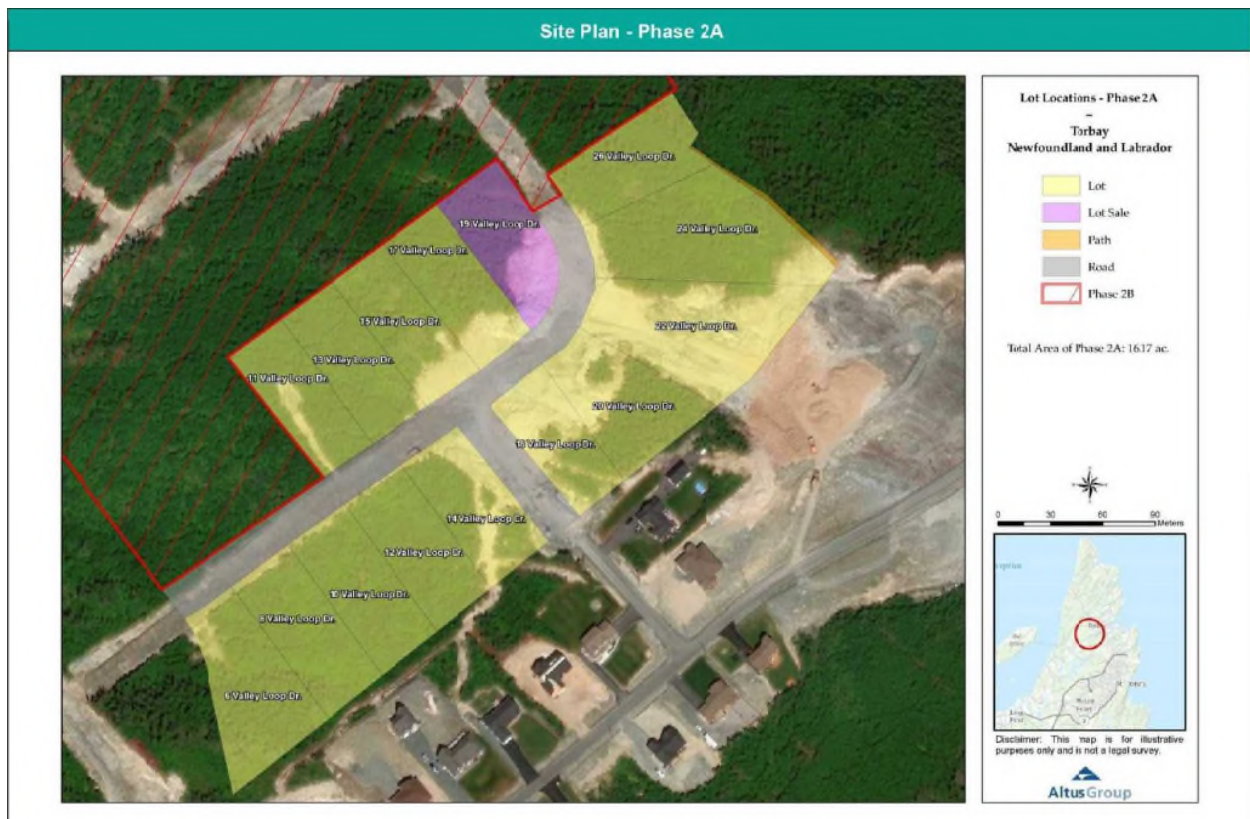 Site Plan - Phase 2A
26 Valley Loop Dr.
19 Valley Loop Dr.
24 Valley Loop Dr.
17 Valley Loop Dr.
15 Valley Loop Dr.
22 Valley Loop Dr.
13 Valley Loop Dr.
11 Valley Loop Dr.
20 Valley Loop Dr.
Valley Loop Dr.
14 Valley Loop Dr.
12 Valley Loop Dr.
10 Valley Loop Dr.
8 Valley Loop Dr.
6 Valley Loop Dr.
Lot Locations - Phase 2A
–
Torbay
Newfoundland and Labrador
Lot
Lot Sale
Path
Road
Phase 2B
Total Area of Phase 2A: 16.17 ac.
0 30 60 90
Meters
Disclaimer: This map is for illustrative
purposes only and is not a legal survey.
AltusGroup